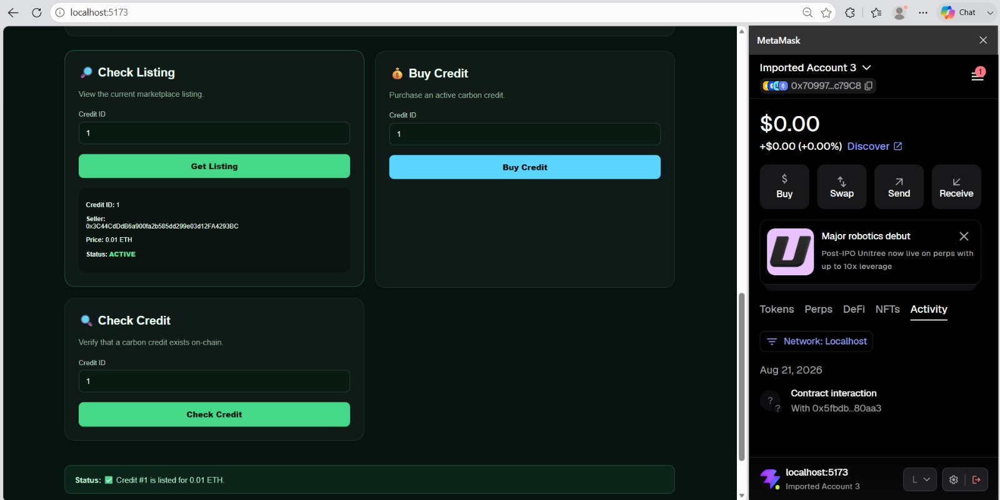 localhost:5173
Chat
Check Listing
View the current marketplace listing.
Credit ID
1
Get Listing
Credit ID: 1
Seller:
0x3C44CdDdB6a900fa2b585dd299e03d12FA4293BC
Price: 0.01 ETH
Status: ACTIVE
Buy Credit
Purchase an active carbon credit.
Credit ID
1
Buy Credit
Check Credit
Verify that a carbon credit exists on-chain.
Credit ID
1
Check Credit
Status: ✅ Credit #1 is listed for 0.01 ETH.
MetaMask
Imported Account 3
1
0x70997...c79C8
$0.00
+$0.00 (+0.00%) Discover
$
Buy
Swap
Send
Receive
U
Major robotics debut
Post-IPO Unitree now live on perps with
up to 10x leverage
Tokens Perps DeFi NFTs Activity
Network: Localhost
Aug 21, 2026
? ?
Contract interaction
With 0x5fbdb...80aa3
localhost:5173
Imported Account 3
L